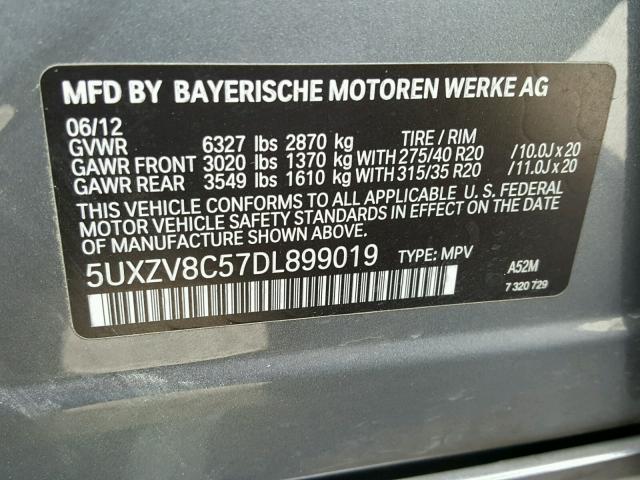 MFD BY BAYERISCHE MOTOREN WERKE AG
06/12 TIRE / RIM
GVWR 6327 lbs 2870 kg
GAWR FRONT 3020 lbs 1370 kg WITH 275/40 R20 /10.0J x 20
GAWR REAR 3549 lbs 1610 kg WITH 315/35 R20 /11.0J x 20
THIS VEHICLE CONFORMS TO ALL APPLICABLE U. S. FEDERAL
MOTOR VEHICLE SAFETY STANDARDS IN EFFECT ON THE DATE
OF MANUFACTURE SHOWN ABOVE.
5UXZV8C57DL899019 TYPE: MPV
A52M
7 320 729